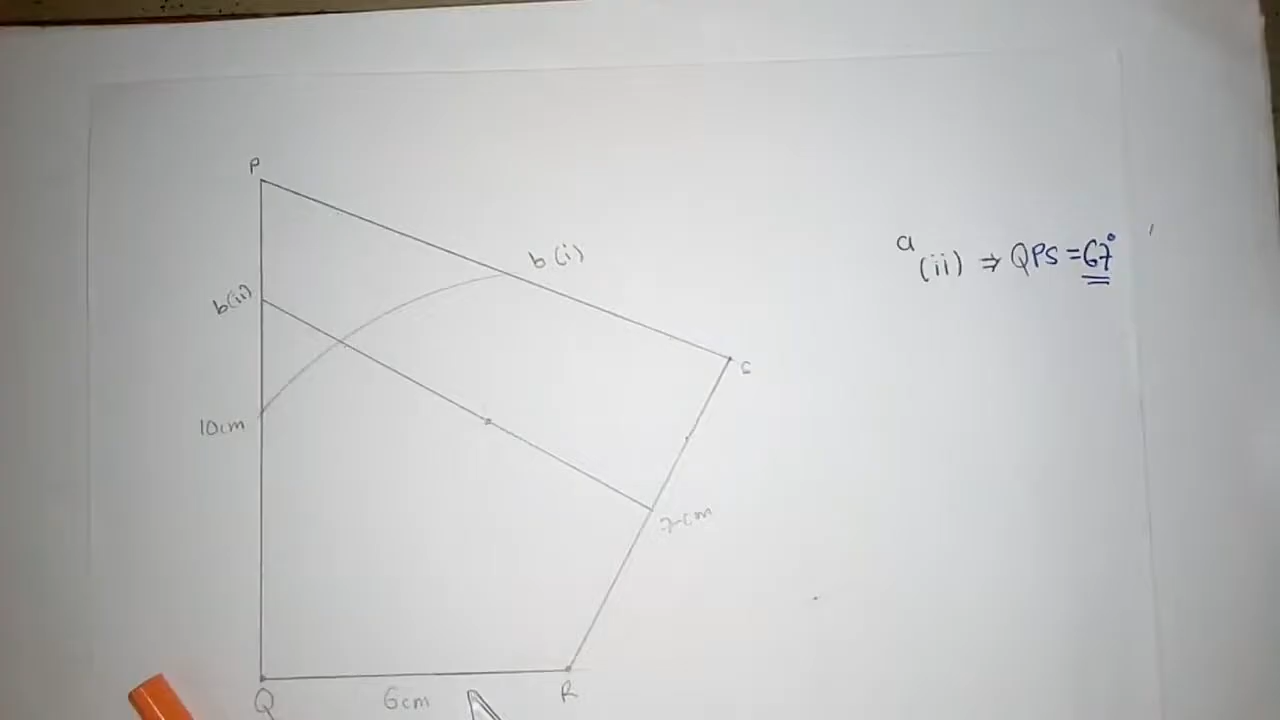 P
a
(ii) ⇒ QPS = 67°
b (i)
b(ii)
S
10cm
7cm
Q
6cm
R